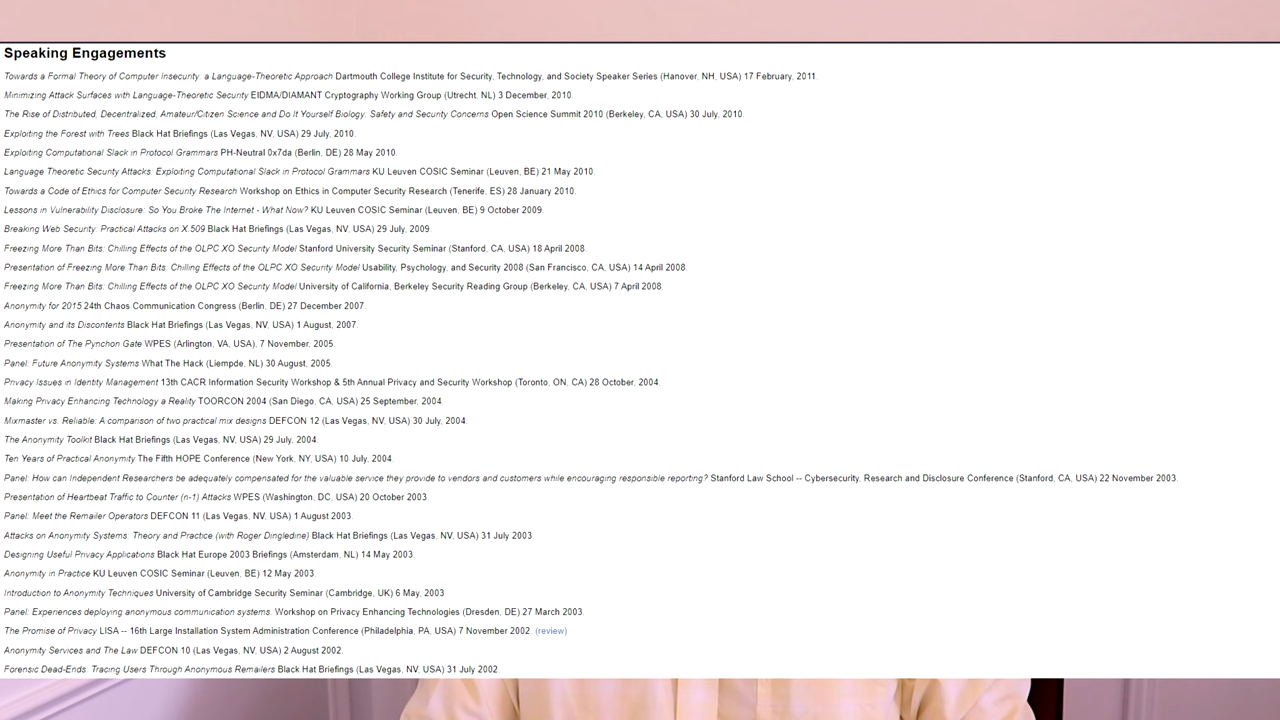 Speaking Engagements
Towards a Formal Theory of Computer Insecurity: a Language-Theoretic Approach Dartmouth College Institute for Security, Technology, and Society Speaker Series (Hanover, NH, USA) 17 February, 2011.
Minimizing Attack Surfaces with Language-Theoretic Security EIDMA/DIAMANT Cryptography Working Group (Utrecht, NL) 3 December, 2010.
The Rise of Distributed, Decentralized, Amateur/Citizen Science and Do It Yourself Biology: Safety and Security Concerns Open Science Summit 2010 (Berkeley, CA, USA) 30 July, 2010.
Exploiting the Forest with Trees Black Hat Briefings (Las Vegas, NV, USA) 29 July, 2010.
Exploiting Computational Slack in Protocol Grammars PH-Neutral 0x7da (Berlin, DE) 28 May 2010.
Language Theoretic Security Attacks: Exploiting Computational Slack in Protocol Grammars KU Leuven COSIC Seminar (Leuven, BE) 21 May 2010.
Towards a Code of Ethics for Computer Security Research Workshop on Ethics in Computer Security Research (Tenerife, ES) 28 January 2010.
Lessons in Vulnerability Disclosure: So You Broke The Internet - What Now? KU Leuven COSIC Seminar (Leuven, BE) 9 October 2009.
Breaking Web Security: Practical Attacks on X.509 Black Hat Briefings (Las Vegas, NV, USA) 29 July, 2009.
Freezing More Than Bits: Chilling Effects of the OLPC XO Security Model Stanford University Security Seminar (Stanford, CA, USA) 18 April 2008.
Presentation of Freezing More Than Bits: Chilling Effects of the OLPC XO Security Model Usability, Psychology, and Security 2008 (San Francisco, CA, USA) 14 April 2008.
Freezing More Than Bits: Chilling Effects of the OLPC XO Security Model University of California, Berkeley Security Reading Group (Berkeley, CA, USA) 7 April 2008.
Anonymity for 2015 24th Chaos Communication Congress (Berlin, DE) 27 December 2007.
Anonymity and its Discontents Black Hat Briefings (Las Vegas, NV, USA) 1 August, 2007.
Presentation of The Pynchon Gate WPES (Arlington, VA, USA), 7 November, 2005.
Panel: Future Anonymity Systems What The Hack (Liempde, NL) 30 August, 2005.
Privacy Issues in Identity Management 13th CACR Information Security Workshop & 5th Annual Privacy and Security Workshop (Toronto, ON, CA) 28 October, 2004.
Making Privacy Enhancing Technology a Reality TOORCON 2004 (San Diego, CA, USA) 25 September, 2004.
Mixmaster vs. Reliable: A comparison of two practical mix designs DEFCON 12 (Las Vegas, NV, USA) 30 July, 2004.
The Anonymity Toolkit Black Hat Briefings (Las Vegas, NV, USA) 29 July, 2004.
Ten Years of Practical Anonymity The Fifth HOPE Conference (New York, NY, USA) 10 July, 2004.
Panel: How can Independent Researchers be adequately compensated for the valuable service they provide to vendors and customers while encouraging responsible reporting? Stanford Law School -- Cybersecurity, Research and Disclosure Conference (Stanford, CA, USA) 22 November 2003.
Presentation of Heartbeat Traffic to Counter (n-1) Attacks WPES (Washington, DC, USA) 20 October 2003.
Panel: Meet the Remailer Operators DEFCON 11 (Las Vegas, NV, USA) 1 August 2003.
Attacks on Anonymity Systems: Theory and Practice (with Roger Dingledine) Black Hat Briefings (Las Vegas, NV, USA) 31 July 2003.
Designing Useful Privacy Applications Black Hat Europe 2003 Briefings (Amsterdam, NL) 14 May 2003.
Anonymity in Practice KU Leuven COSIC Seminar (Leuven, BE) 12 May 2003.
Introduction to Anonymity Techniques University of Cambridge Security Seminar (Cambridge, UK) 6 May, 2003
Panel: Experiences deploying anonymous communication systems. Workshop on Privacy Enhancing Technologies (Dresden, DE) 27 March 2003.
The Promise of Privacy LISA -- 16th Large Installation System Administration Conference (Philadelphia, PA, USA) 7 November 2002. (review)
Anonymity Services and The Law DEFCON 10 (Las Vegas, NV, USA) 2 August 2002.
Forensic Dead-Ends: Tracing Users Through Anonymous Remailers Black Hat Briefings (Las Vegas, NV, USA) 31 July 2002.